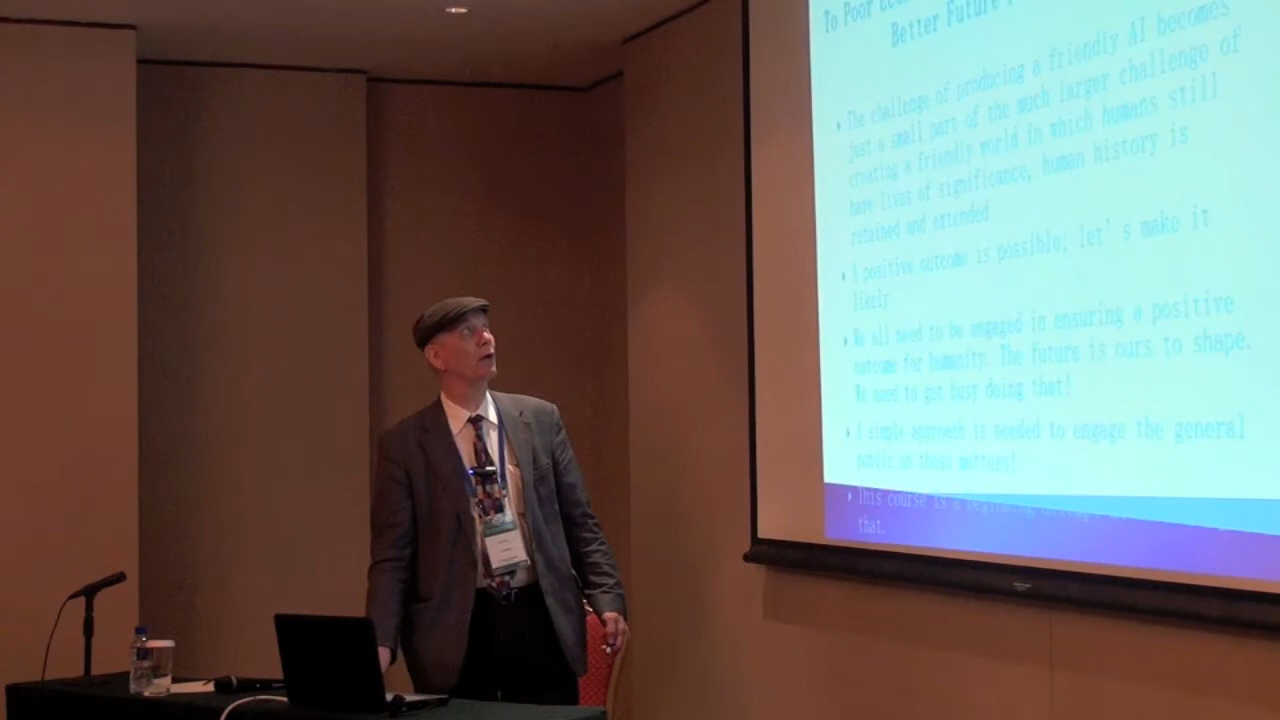 To Poor
Better Future
The challenge of producing a friendly AI becomes
just a small part of the much larger challenge of
creating a friendly world in which humans still
have lives of significance, human history is
retained and extended
A positive outcome is possible; let's make it
likely
We all need to be engaged in ensuring a positive
outcome for humanity. The future is ours to shape.
We need to get busy doing that!
A simple approach is needed to engage the general
public on these matters!
This course is a beginning
that.